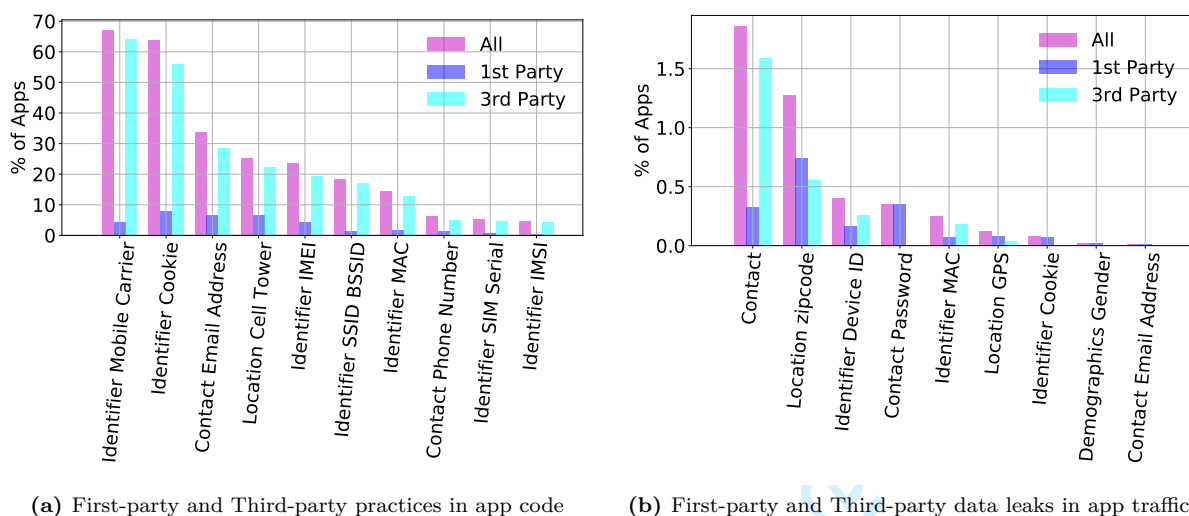 70
60
50
40
30
20
10
0
% of Apps
All
1st Party
3rd Party
Identifier Mobile Carrier
Identifier Cookie
Contact Email Address
Location Cell Tower
Identifier IMEI
Identifier SSID BSSID
Identifier MAC
Contact Phone Number
Identifier SIM Serial
Identifier IMSI
(a) First-party and Third-party practices in app code
1.5
1.0
0.5
0.0
% of Apps
All
1st Party
3rd Party
Contact
Location zipcode
Identifier Device ID
Contact Password
Identifier MAC
Location GPS
Identifier Cookie
Demographics Gender
Contact Email Address
(b) First-party and Third-party data leaks in app traffic